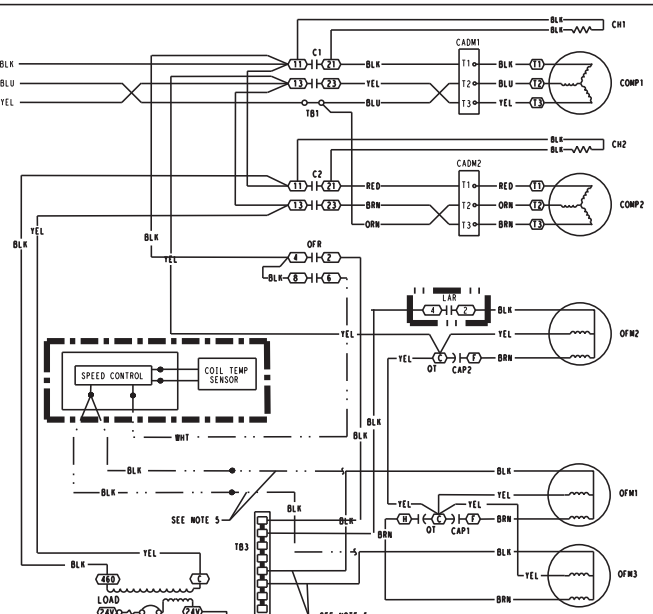 BLK CH1
BLK
CADM1
C1
BLK 11 21 BLK T1 BLK T1
BLU 13 23 YEL T2 BLU T2 COMP1
YEL BLU T3 YEL T3
TB1
BLK CH2
BLK
CADM2
C2
11 21 RED T1 RED T1
13 23 BRN T2 ORN T2 COMP2
ORN T3 BRN T3
YEL
BLK BLK
OFR
4 2
YEL
BLK 8 6
LAR
4 2 BLK
YEL YEL OFM2
YEL C F BRN
OT CAP2
SPEED CONTROL
COIL TEMP
SENSOR
BLK
WHT BLK
BLK BLK
BLK YEL OFM1
YEL YEL
BLK
SEE NOTE 5 BLK H C F BRN
OT CAP1
BRN
TB3
YEL BLK
BLK
460 C YEL OFM3
LOAD
24V 24V BRN
SEE NOTE 5